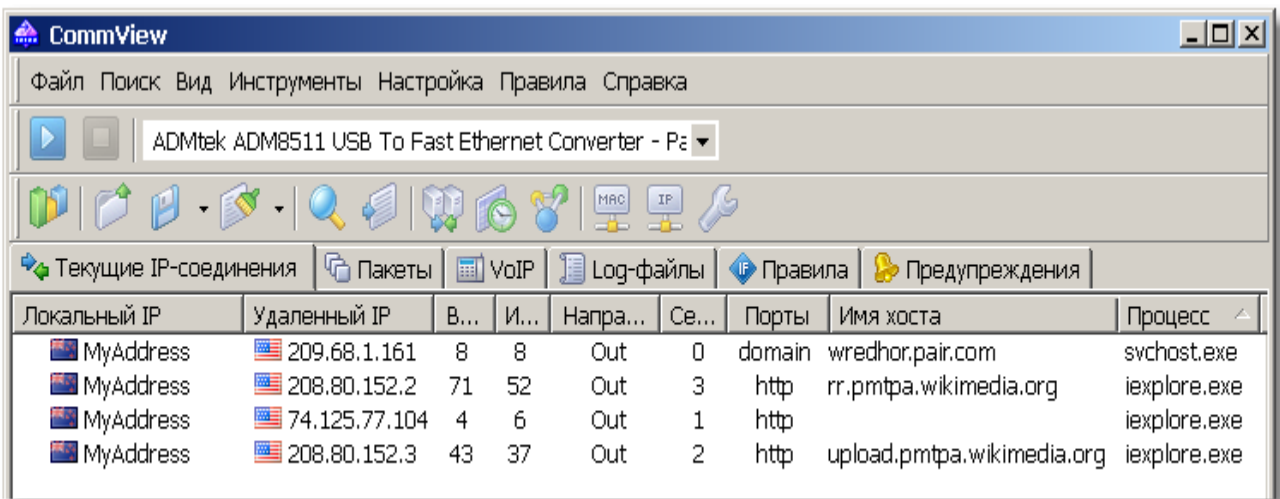 CommView
Файл Поиск Вид Инструменты Настройка Правила Справка
ADMtek ADM8511 USB To Fast Ethernet Converter - Pa
MAC IP
Текущие IP-соединения Пакеты VoIP Log-файлы IF Правила Предупреждения
Локальный IP Удаленный IP В... И... Напра... Се... Порты Имя хоста Процесс
MyAddress 209.68.1.161 8 8 Out 0 domain wredhor.pair.com svchost.exe
MyAddress 208.80.152.2 71 52 Out 3 http rr.pmtpa.wikimedia.org iexplore.exe
MyAddress 74.125.77.104 4 6 Out 1 http iexplore.exe
MyAddress 208.80.152.3 43 37 Out 2 http upload.pmtpa.wikimedia.org iexplore.exe